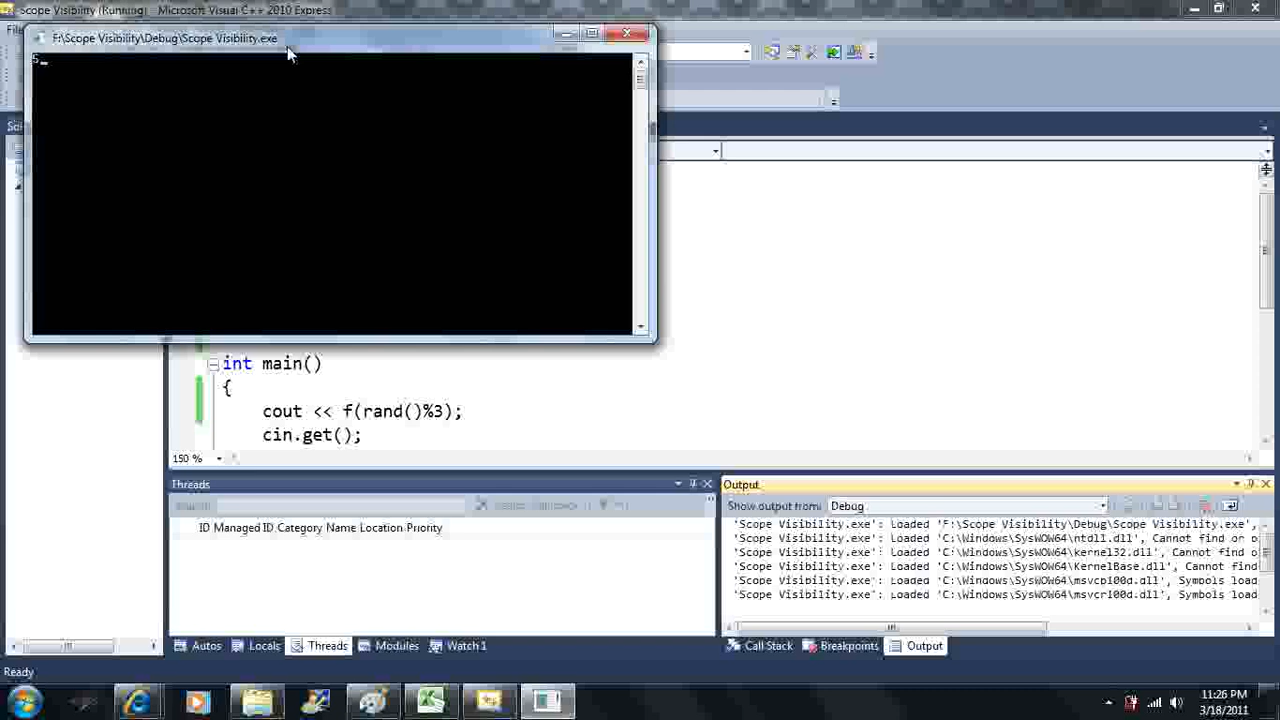 Scope Visibility (Running) - Microsoft Visual C++ 2010 Express
F:\Scope Visibility\Debug\Scope Visibility.exe
5_
int main()
{
cout << f(rand()%3);
cin.get();
150 %
Threads
ID Managed ID Category Name Location Priority
Autos Locals Threads Modules Watch 1
Output
Show output from: Debug
'Scope Visibility.exe': Loaded 'F:\Scope Visibility\Debug\Scope Visibility.exe',
'Scope Visibility.exe': Loaded 'C:\Windows\SysWOW64\ntdll.dll', Cannot find or o
'Scope Visibility.exe': Loaded 'C:\Windows\SysWOW64\kernel32.dll', Cannot find
'Scope Visibility.exe': Loaded 'C:\Windows\SysWOW64\KernelBase.dll', Cannot find
'Scope Visibility.exe': Loaded 'C:\Windows\SysWOW64\msvcp100d.dll', Symbols load
'Scope Visibility.exe': Loaded 'C:\Windows\SysWOW64\msvcr100d.dll', Symbols load
Call Stack Breakpoints Output
Ready
11:26 PM
3/18/2011